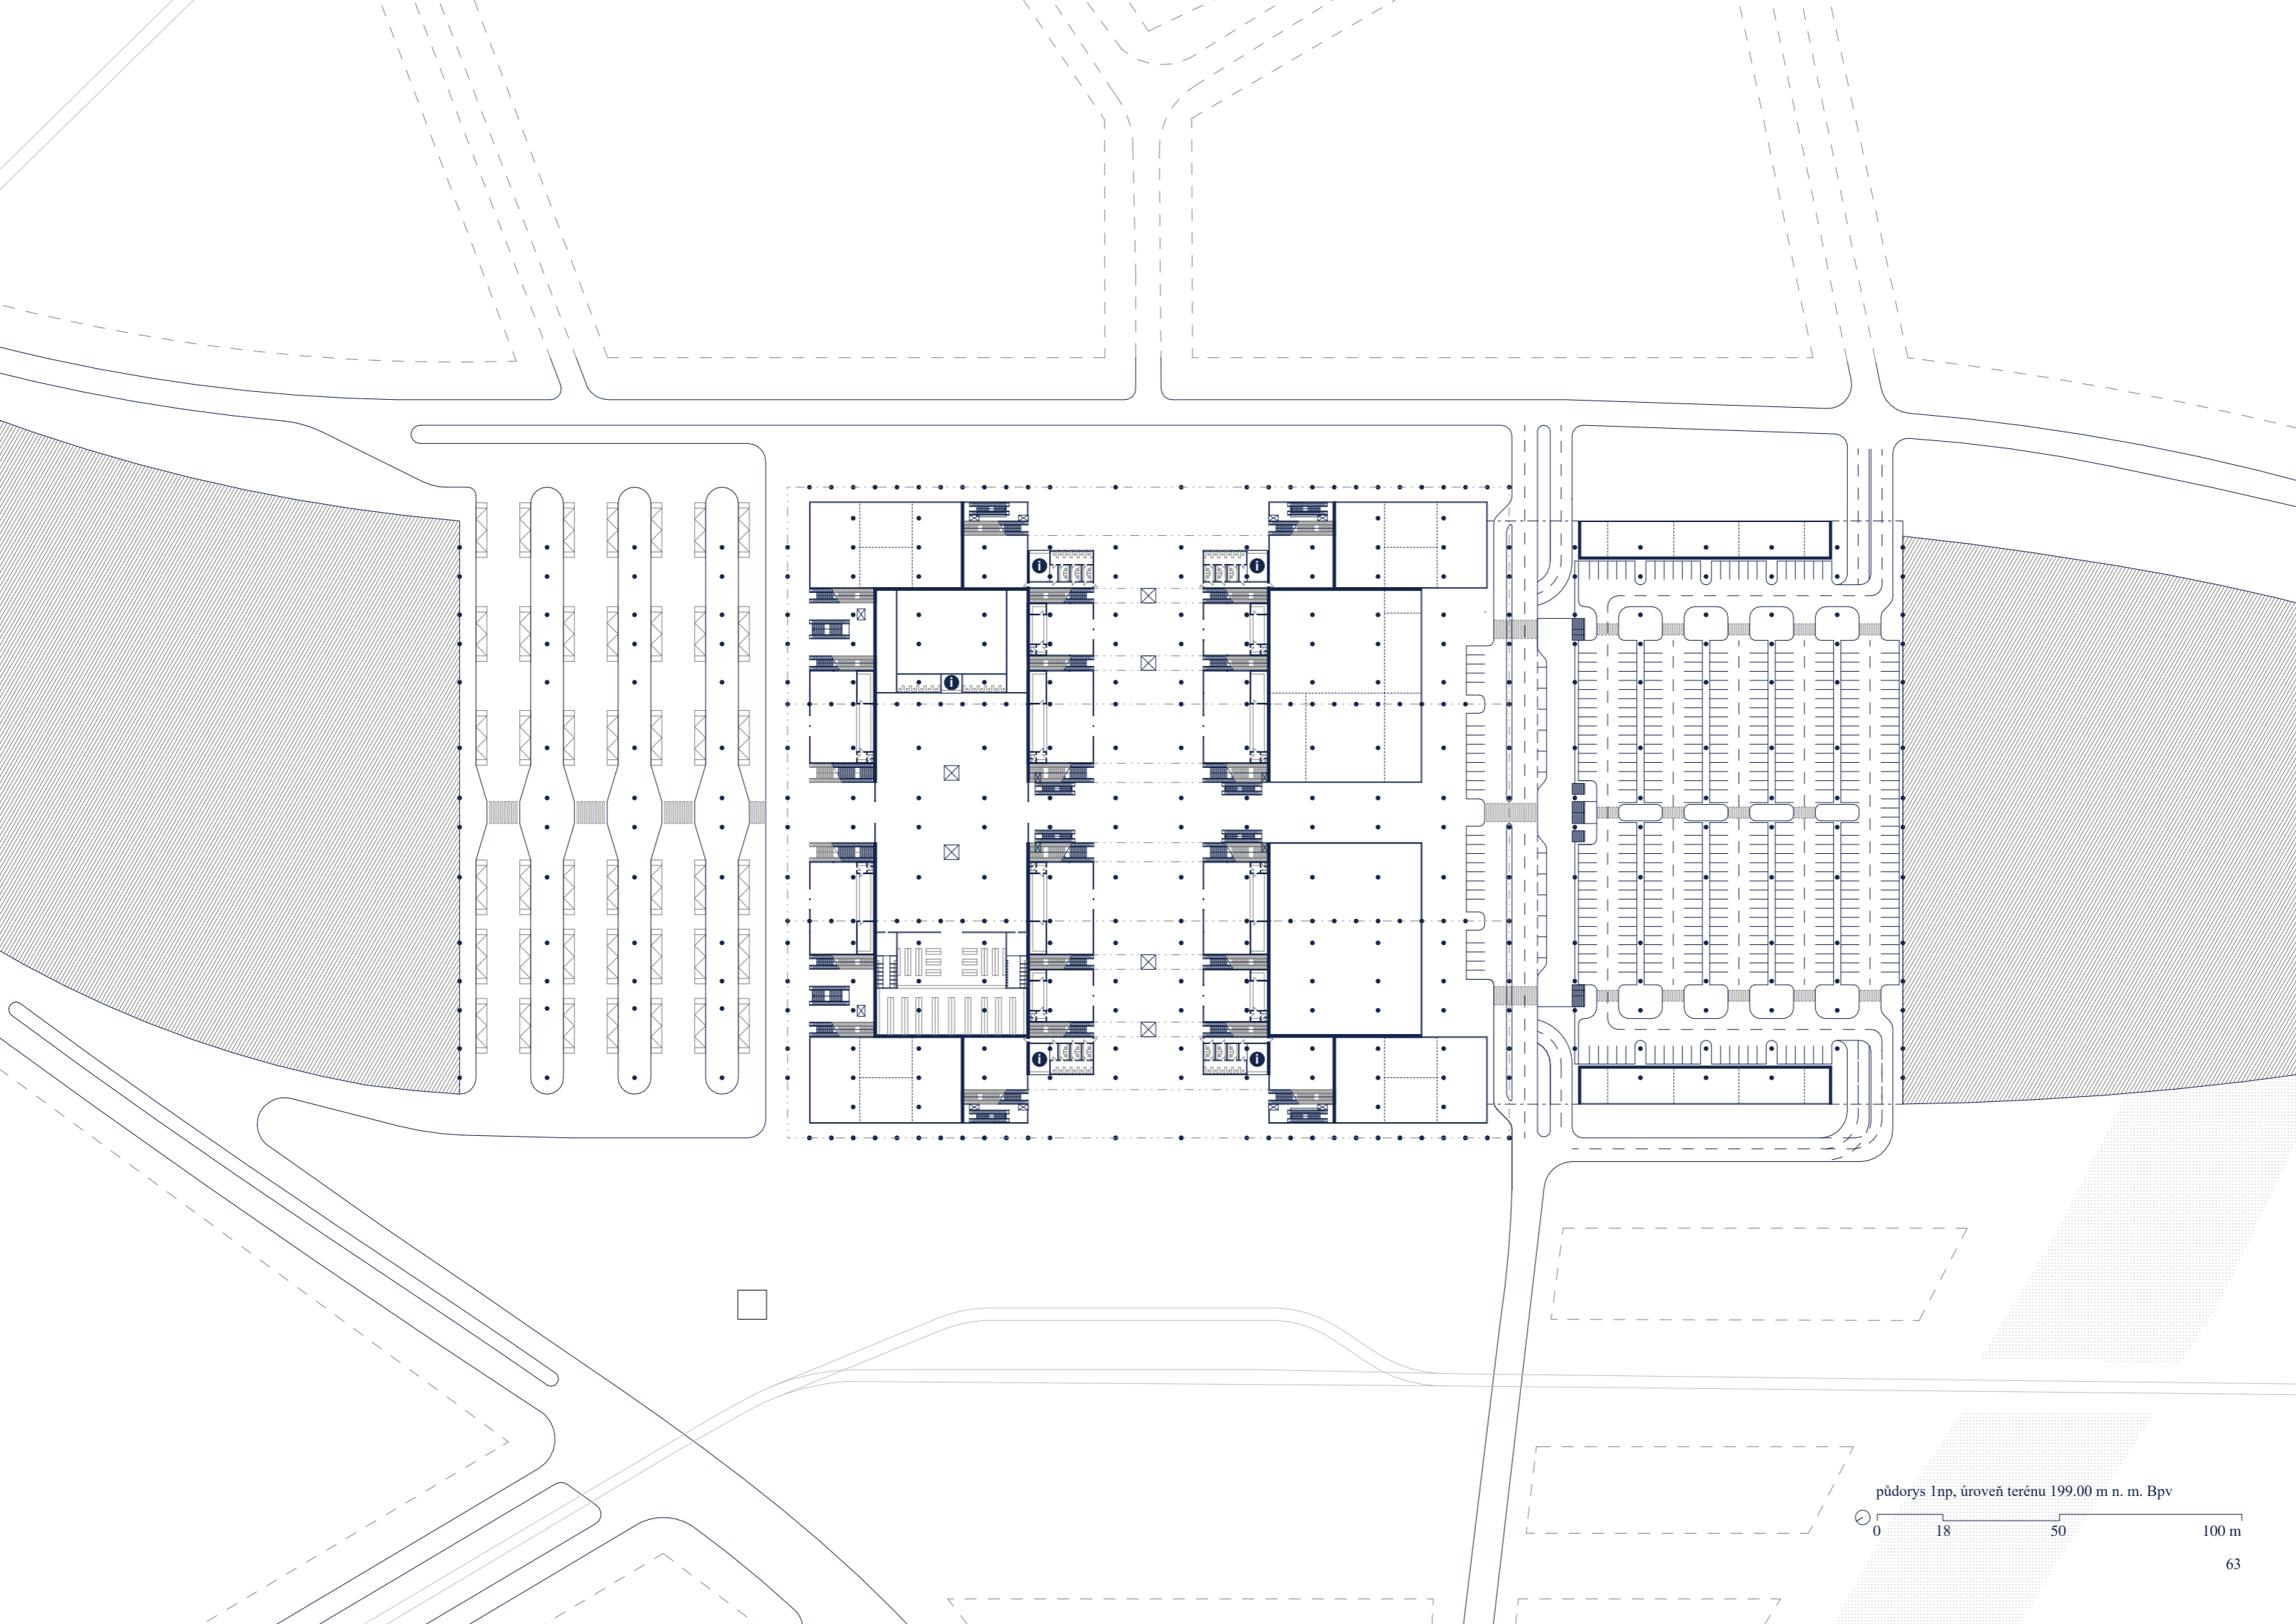 i
i
i
i
i
půdorys 1np, úroveň terénu 199.00 m n. m. Bpv
0 18 50 100 m
63